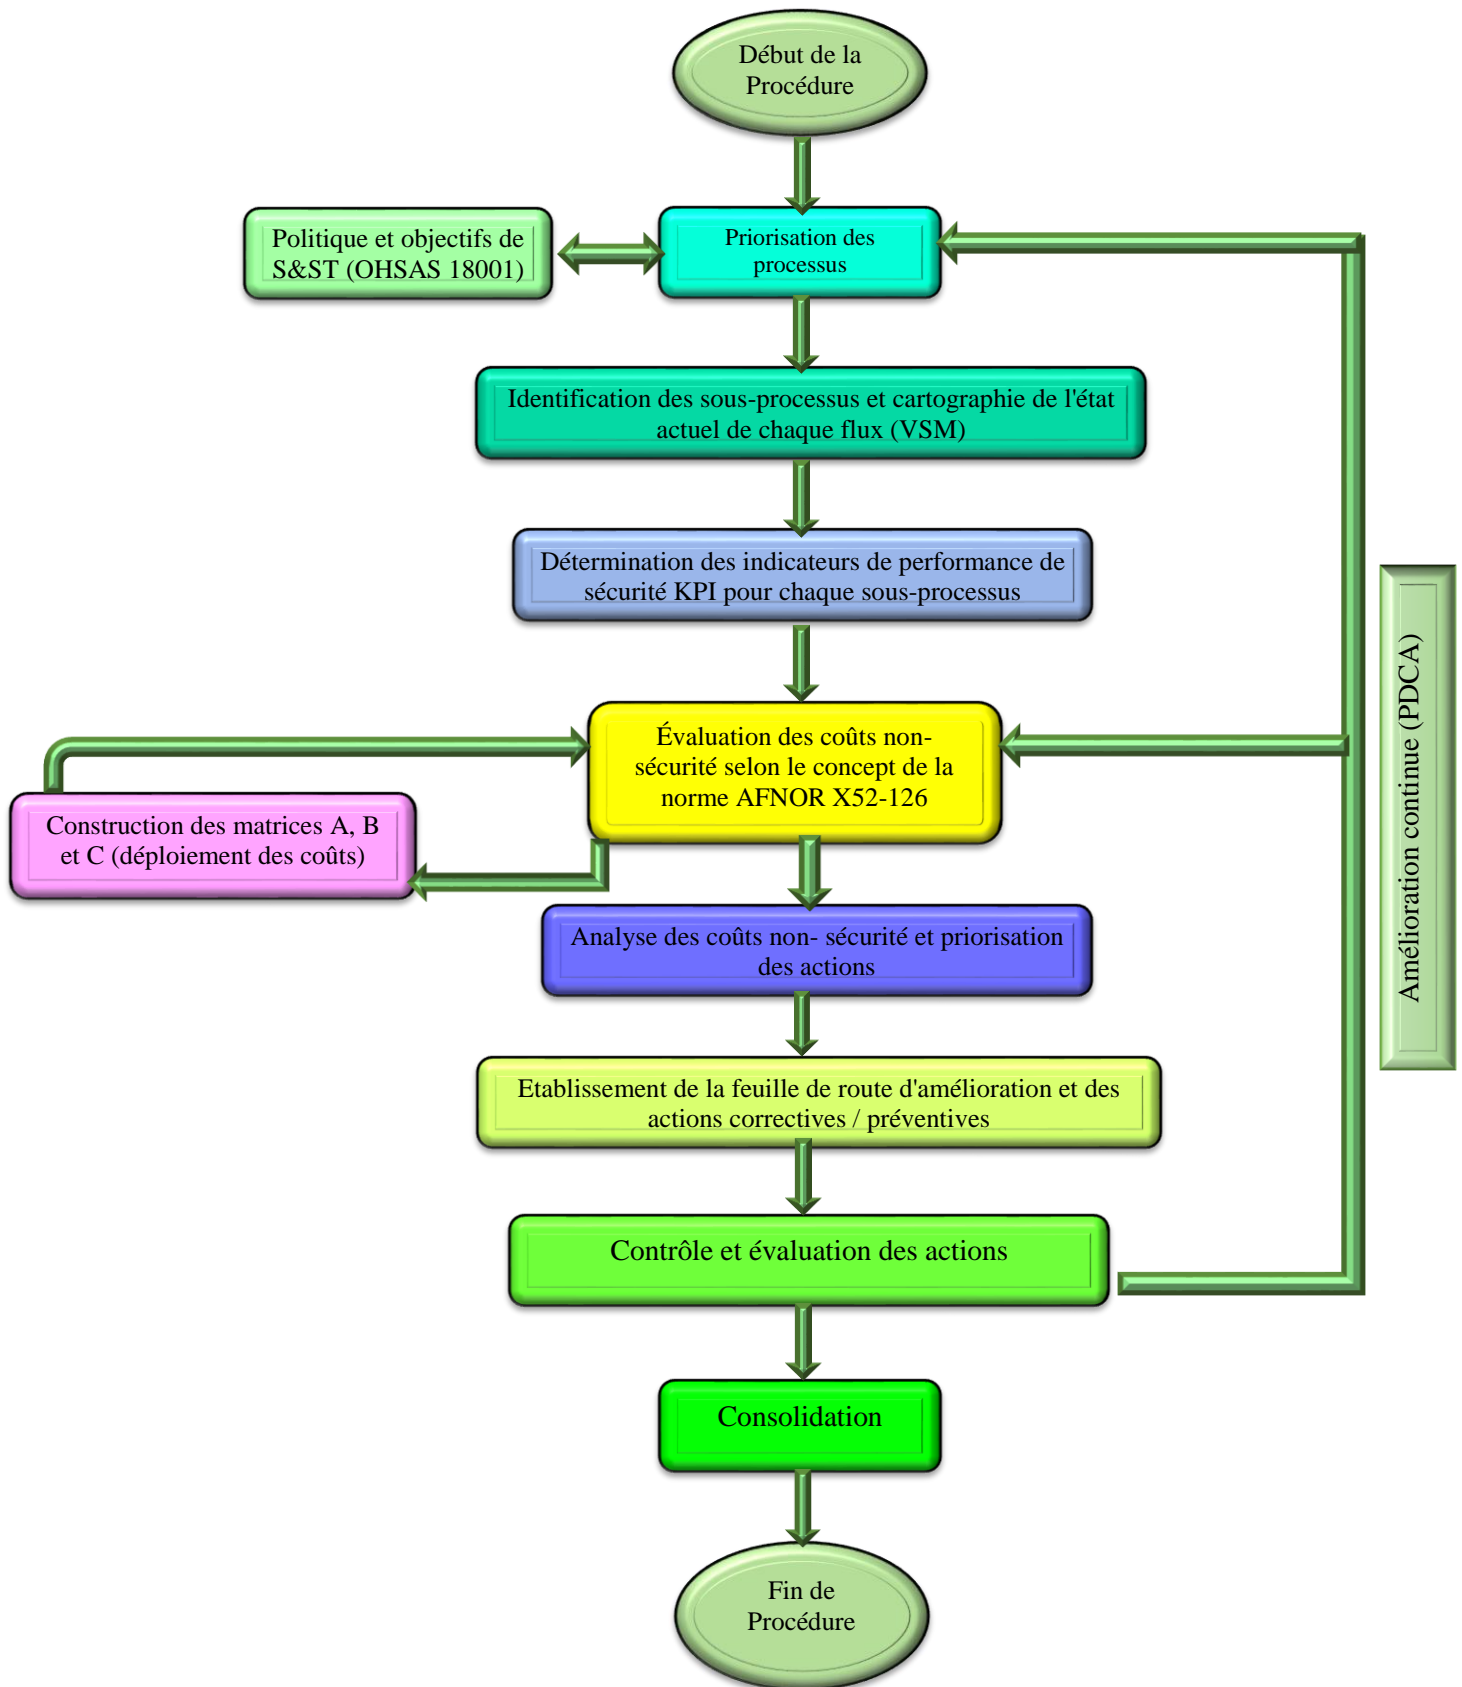 Début de la
Procédure
Politique et objectifs de
S&ST (OHSAS 18001)
Priorisation des
processus
Identification des sous-processus et cartographie de l'état
actuel de chaque flux (VSM)
Détermination des indicateurs de performance de
sécurité KPI pour chaque sous-processus
Évaluation des coûts non-
sécurité selon le concept de la
norme AFNOR X52-126
Construction des matrices A, B
et C (déploiement des coûts)
Analyse des coûts non- sécurité et priorisation
des actions
Etablissement de la feuille de route d'amélioration et des
actions correctives / préventives
Contrôle et évaluation des actions
Consolidation
Fin de
Procédure
Amélioration continue (PDCA)